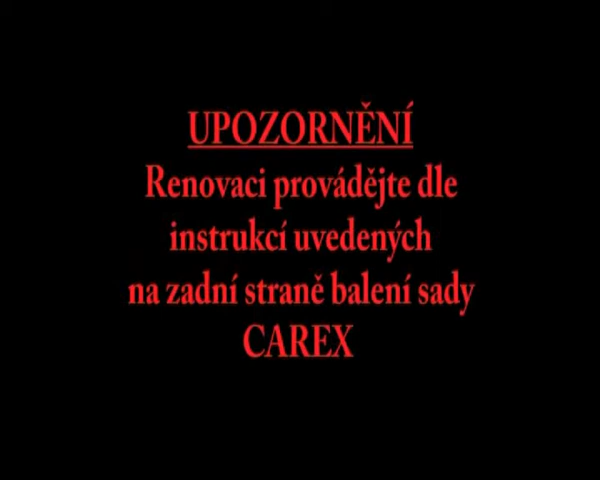 UPOZORNĚNÍ
Renovaci provádějte dle
instrukcí uvedených
na zadní straně balení sady
CAREX